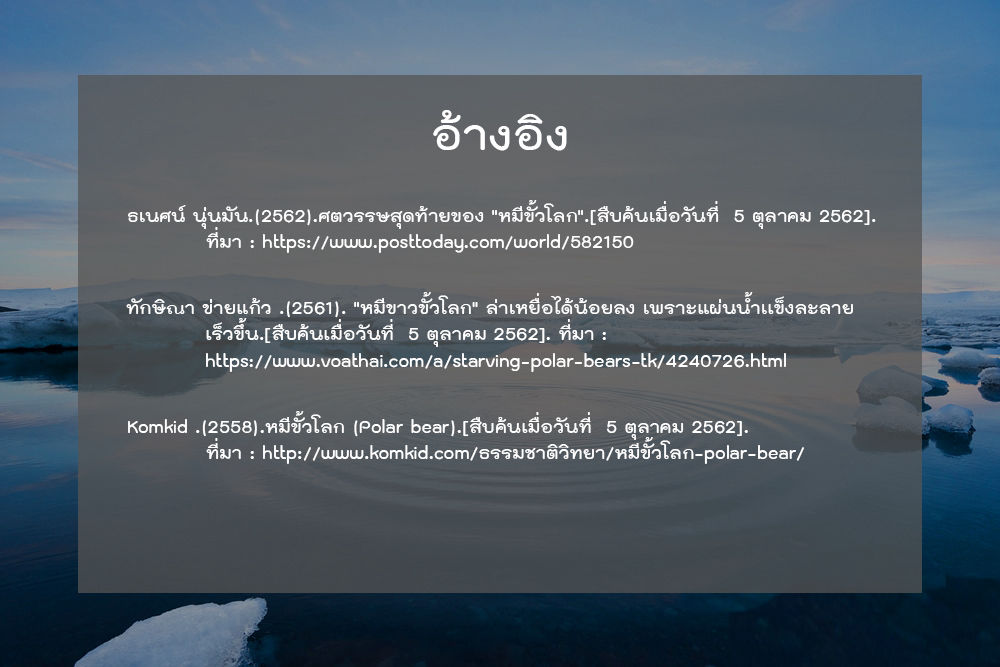 อ้างอิง
ธเนศน์ นุ่นมัน.(2562).ศตวรรษสุดท้ายของ "หมีขั้วโลก".[สืบค้นเมื่อวันที่  5 ตุลาคม 2562].
ที่มา : https://www.posttoday.com/world/582150
ทักษิณา ข่ายแก้ว .(2561). "หมีขาวขั้วโลก" ล่าเหยื่อได้น้อยลง เพราะแผ่นน้ำแข็งละลาย
เร็วขึ้น.[สืบค้นเมื่อวันที่  5 ตุลาคม 2562]. ที่มา :
https://www.voathai.com/a/starving-polar-bears-tk/4240726.html
Komkid .(2558).หมีขั้วโลก (Polar bear).[สืบค้นเมื่อวันที่  5 ตุลาคม 2562].
ที่มา : http://www.komkid.com/ธรรมชาติวิทยา/หมีขั้วโลก-polar-bear/